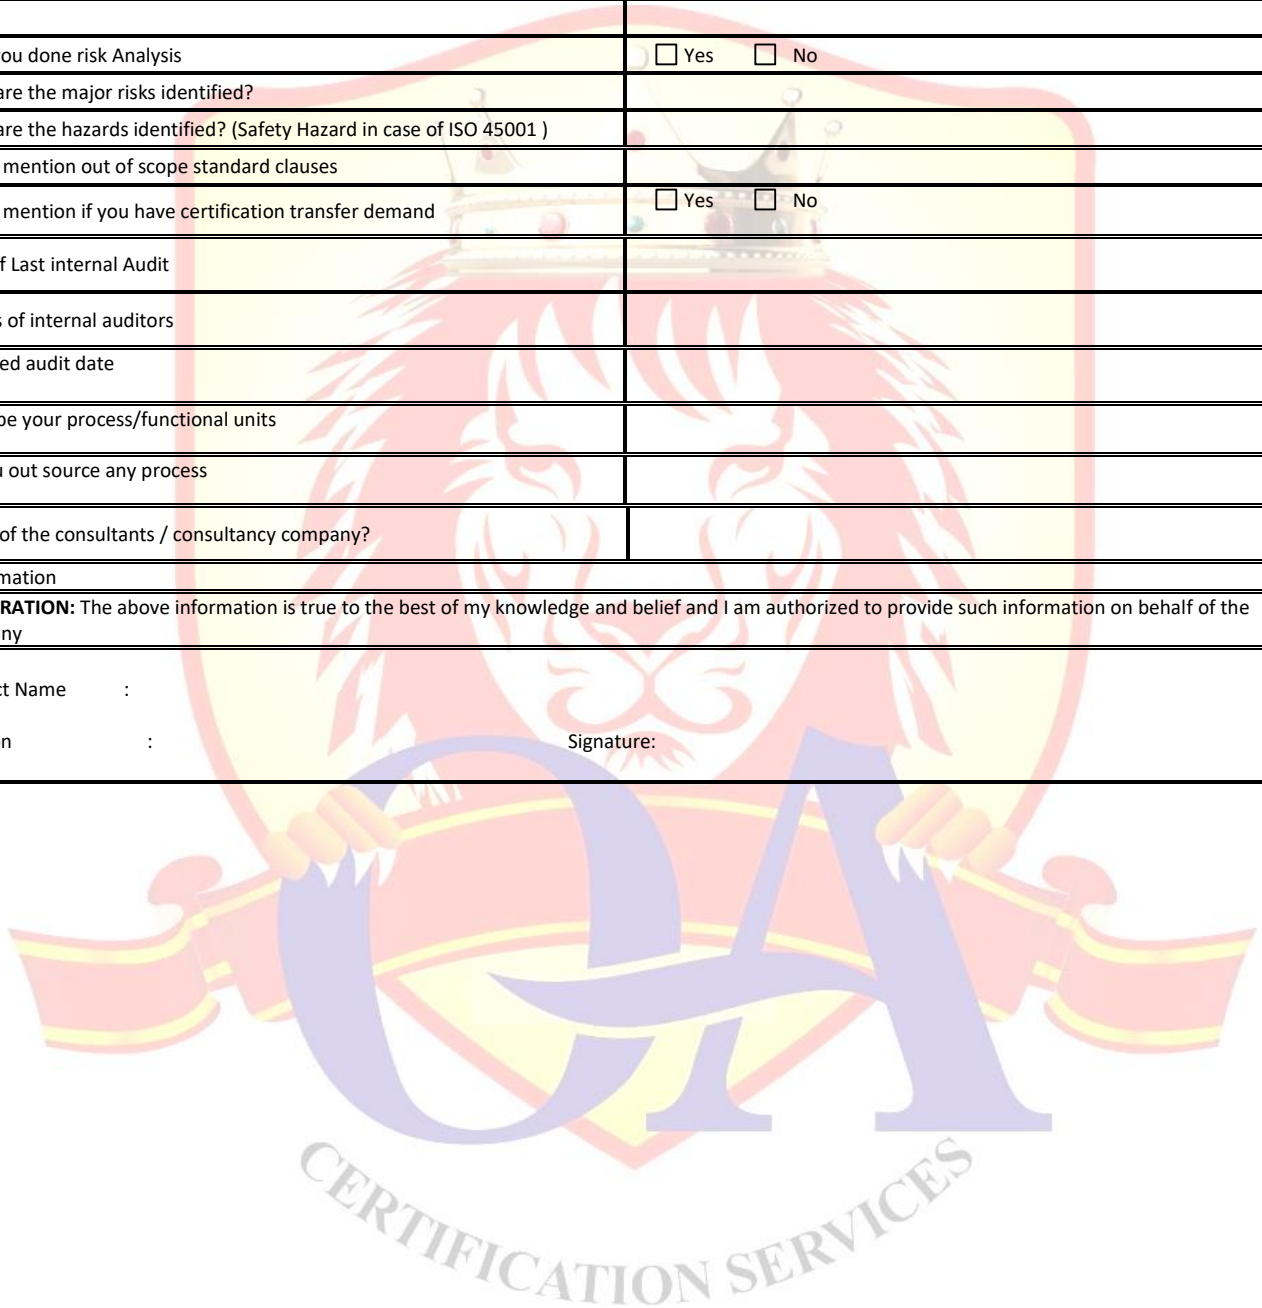 ou done risk Analysis ☐ Yes ☐ No
are the major risks identified?
are the hazards identified? (Safety Hazard in case of ISO 45001 )
mention out of scope standard clauses
mention if you have certification transfer demand ☐ Yes ☐ No
f Last internal Audit
s of internal auditors
ed audit date
be your process/functional units
u out source any process
of the consultants / consultancy company?
mation
RATION: The above information is true to the best of my knowledge and belief and I am authorized to provide such information on behalf of the
ny
ct Name :
on : Signature:
QA
CERTIFICATION SERVICES